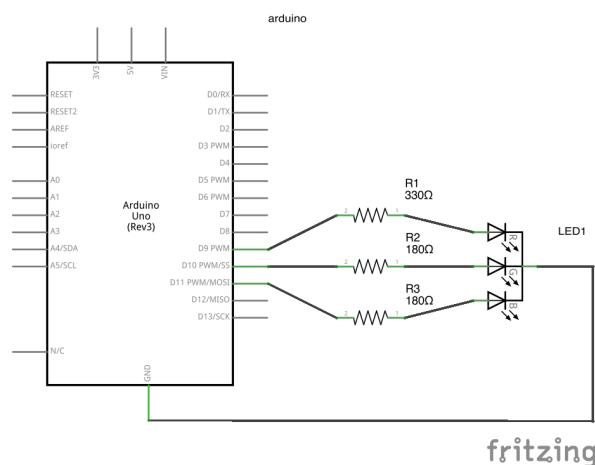 arduino
3V3
5V
VIN
RESET
RESET2
AREF
ioref
A0
A1
A2
A3
A4/SDA
A5/SCL
N/C
Arduino
Uno
(Rev3)
D0/RX
D1/TX
D2
D3 PWM
D4
D5 PWM
D6 PWM
D7
D8
D9 PWM
D10 PWM/SS
D11 PWM/MOSI
D12/MISO
D13/SCK
GND
R1
330Ω
2 1
R2
180Ω
2 1
R3
180Ω
2 1
R
G
B
LED1
fritzing